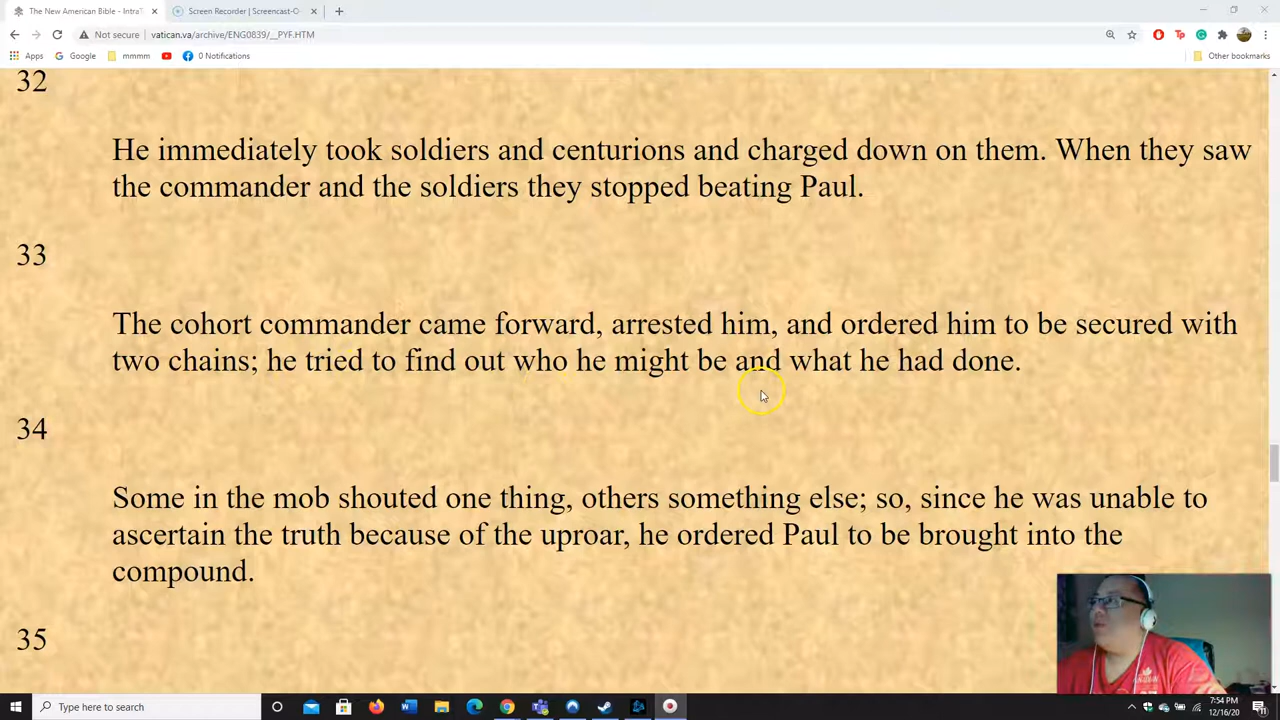 The New American Bible - IntraT
Screen Recorder | Screencast-O-
Not secure
vatican.va/archive/ENG0839/__PYF.HTM
Apps
Google
mmmm
0 Notifications
Other bookmarks
32
He immediately took soldiers and centurions and charged down on them. When they saw
the commander and the soldiers they stopped beating Paul.
33
The cohort commander came forward, arrested him, and ordered him to be secured with
two chains; he tried to find out who he might be and what he had done.
34
Some in the mob shouted one thing, others something else; so, since he was unable to
ascertain the truth because of the uproar, he ordered Paul to be brought into the
compound.
35
Type here to search
7:54 PM
12/16/20